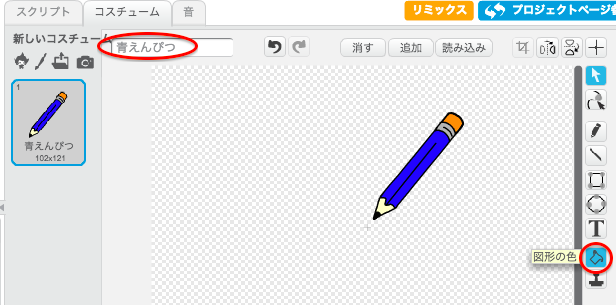 スクリプト コスチューム 音
リミックス プロジェクトページ
新しいコスチューム
青えんぴつ
消す 追加 読み込み
1
青えんぴつ
102x121
T
図形の色